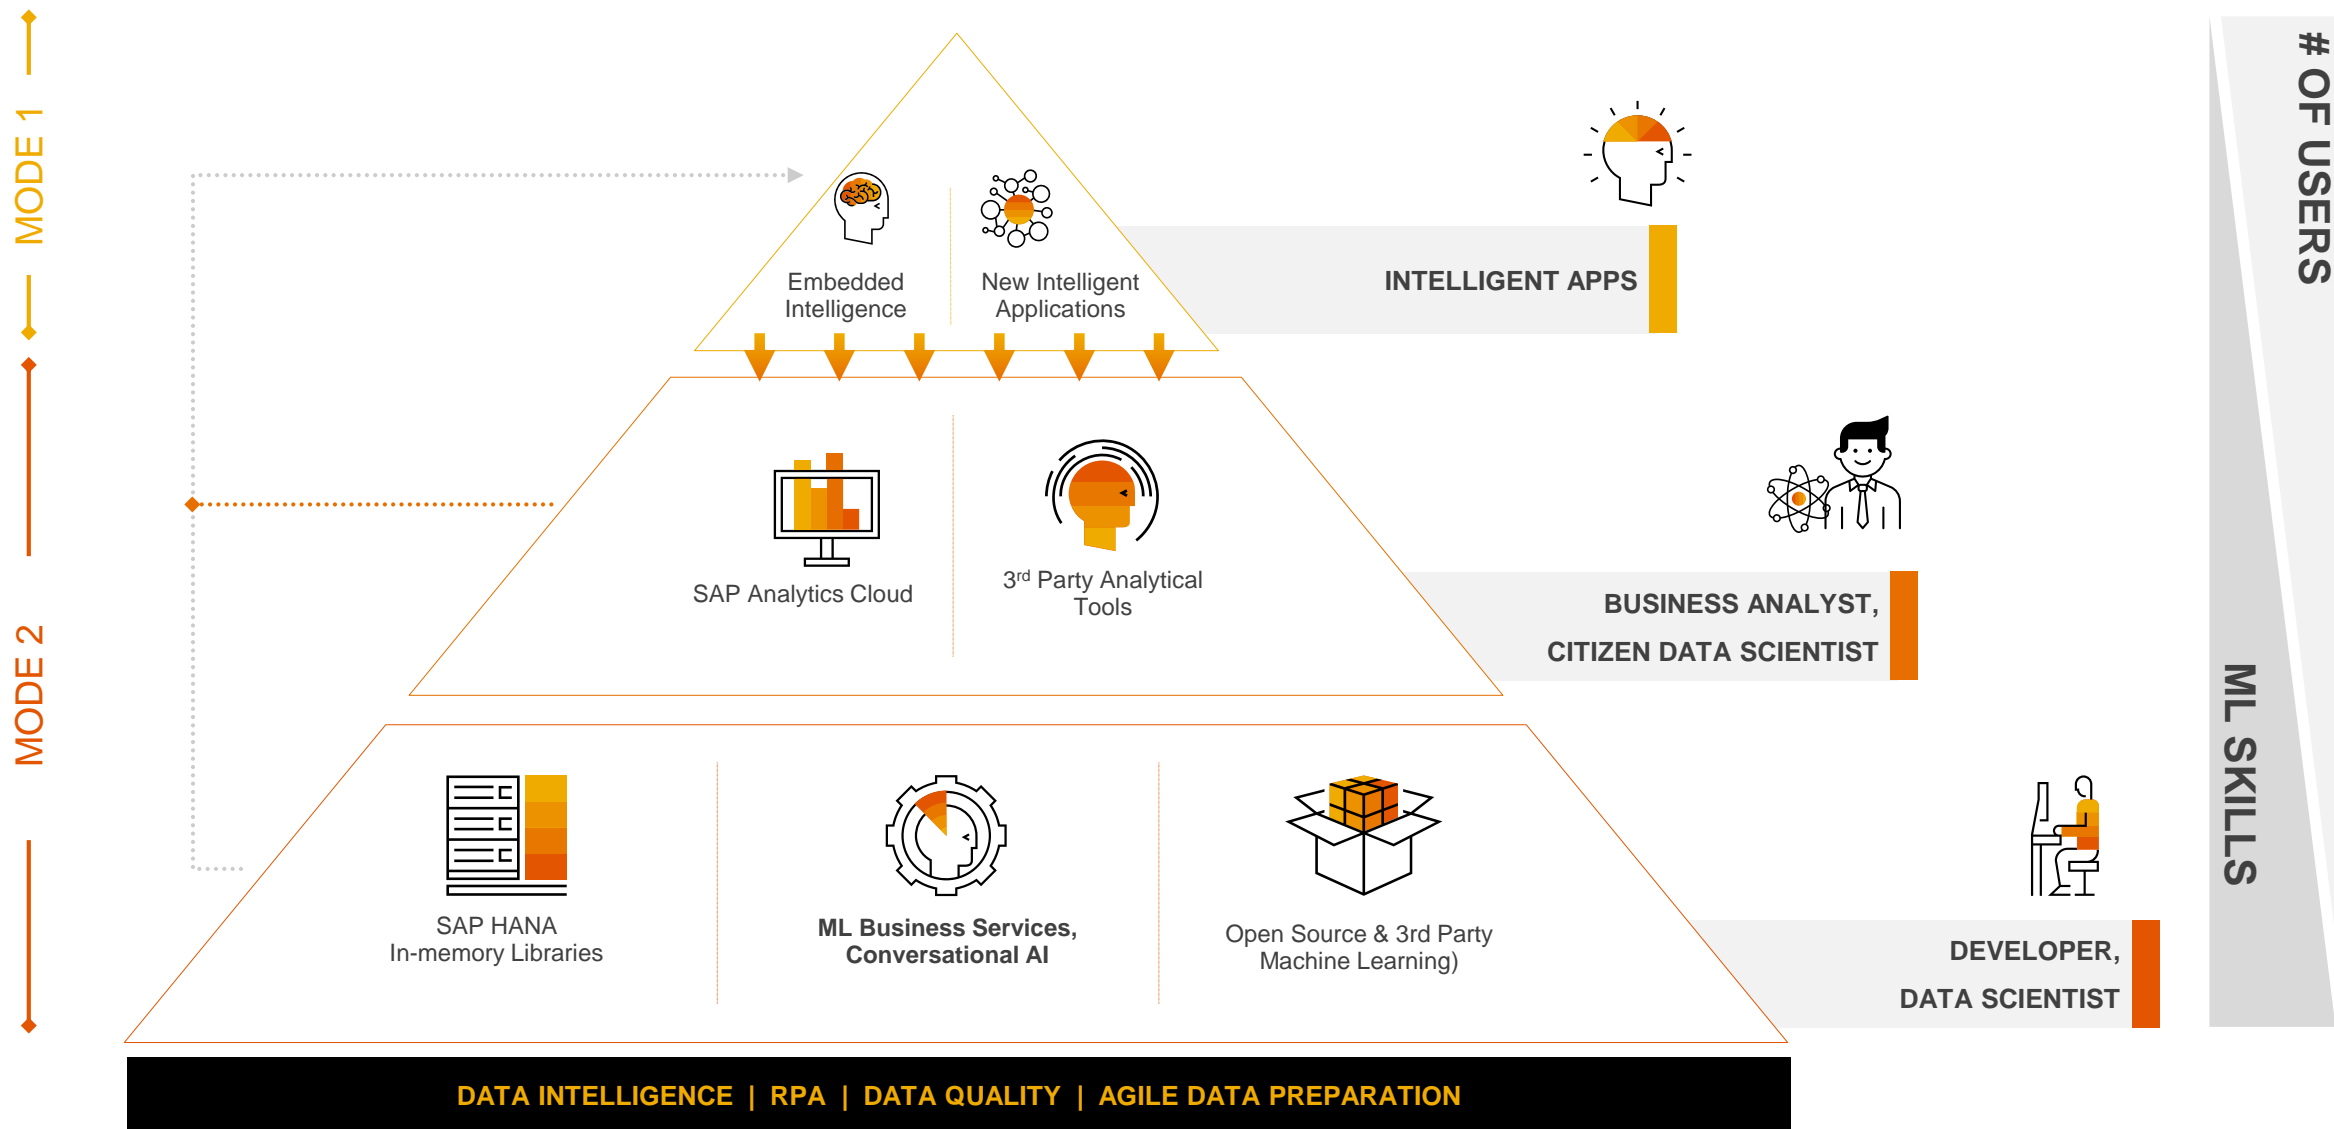 MODE 1
# OF USERS
Embedded
Intelligence
New Intelligent
Applications
INTELLIGENT APPS
MODE 2
SAP Analytics Cloud
3rd Party Analytical
Tools
BUSINESS ANALYST,
CITIZEN DATA SCIENTIST
ML SKILLS
SAP HANA
In-memory Libraries
ML Business Services,
Conversational AI
Open Source & 3rd Party
Machine Learning)
DEVELOPER,
DATA SCIENTIST
DATA INTELLIGENCE | RPA | DATA QUALITY | AGILE DATA PREPARATION